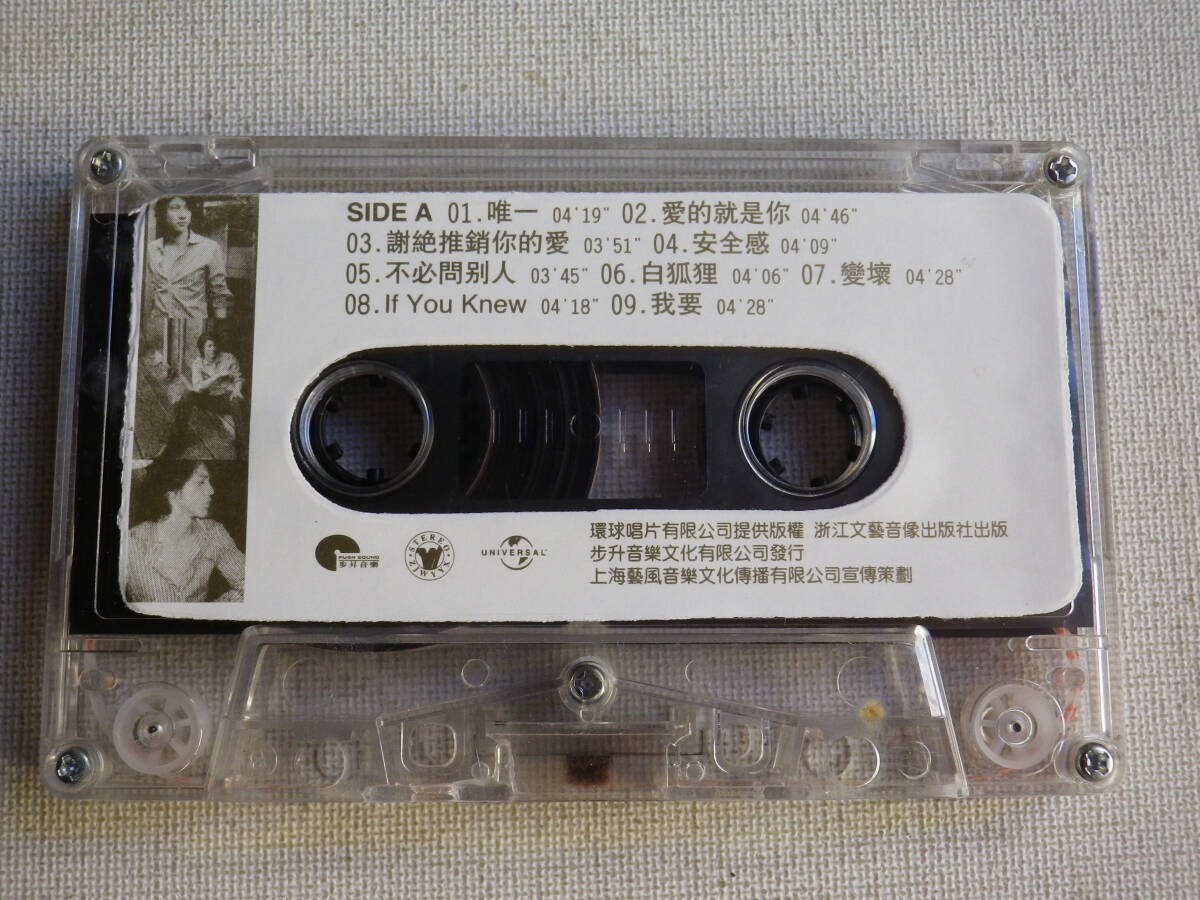 SIDE A 01.唯一 04'19" 02.愛的就是你 04'46"
03.謝絶推銷你的愛 03'51" 04.安全感 04'09"
05.不必問别人 03'45" 06.白狐狸 04'06" 07.變壞 04'28"
08.If You Knew 04'18" 09.我要 04'28"
PUSH SOUND
步昇音樂
STEREO
ZJWYYX
UNIVERSAL
環球唱片有限公司提供版權 浙江文藝音像出版社出版
步升音樂文化有限公司發行
上海藝風音樂文化傳播有限公司宣傳策劃